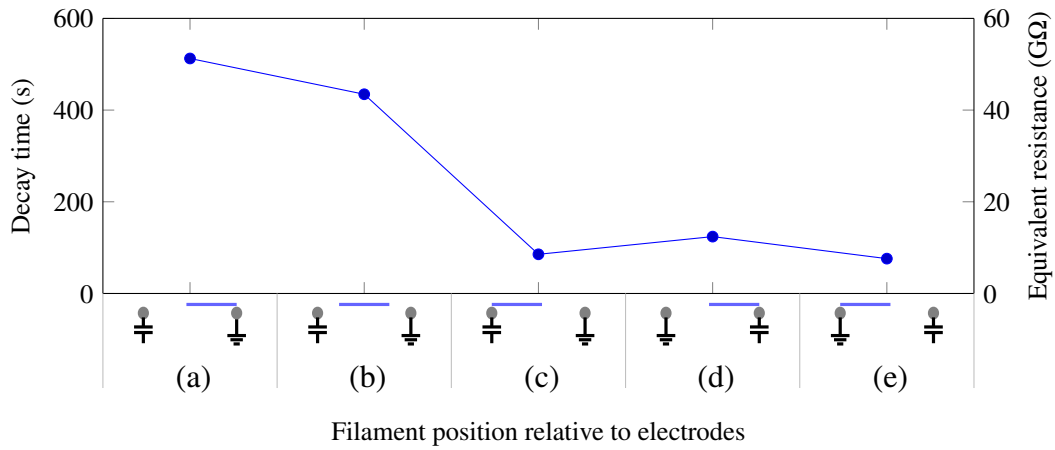 600
400
200
0
Decay time (s)
60
40
20
0
Equivalent resistance (GΩ)
(a) (b) (c) (d) (e)
Filament position relative to electrodes